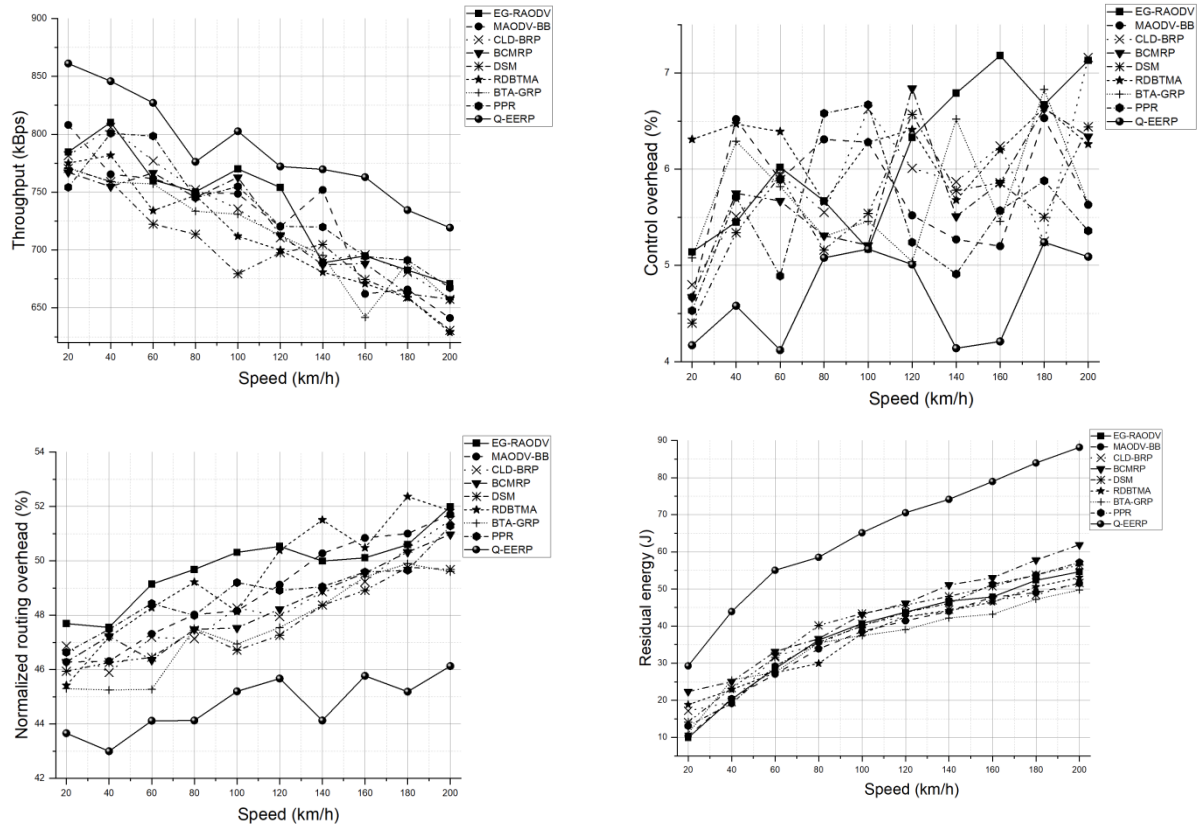 EG-RAODV
MAODV-BB
CLD-BRP
BCMRP
DSM
RDBTMA
BTA-GRP
PPR
Q-EERP
900
850
800
750
700
650
Throughput (kBps)
20 40 60 80 100 120 140 160 180 200
Speed (km/h)
EG-RAODV
MAODV-BB
CLD-BRP
BCMRP
DSM
RDBTMA
BTA-GRP
PPR
Q-EERP
7
6
5
4
Control overhead (%)
20 40 60 80 100 120 140 160 180 200
Speed (km/h)
EG-RAODV
MAODV-BB
CLD-BRP
BCMRP
DSM
RDBTMA
BTA-GRP
PPR
Q-EERP
54
52
50
48
46
44
42
Normalized routing overhead (%)
20 40 60 80 100 120 140 160 180 200
Speed (km/h)
EG-RAODV
MAODV-BB
CLD-BRP
BCMRP
DSM
RDBTMA
BTA-GRP
PPR
Q-EERP
90
80
70
60
50
40
30
20
10
Residual energy (J)
20 40 60 80 100 120 140 160 180 200
Speed (km/h)